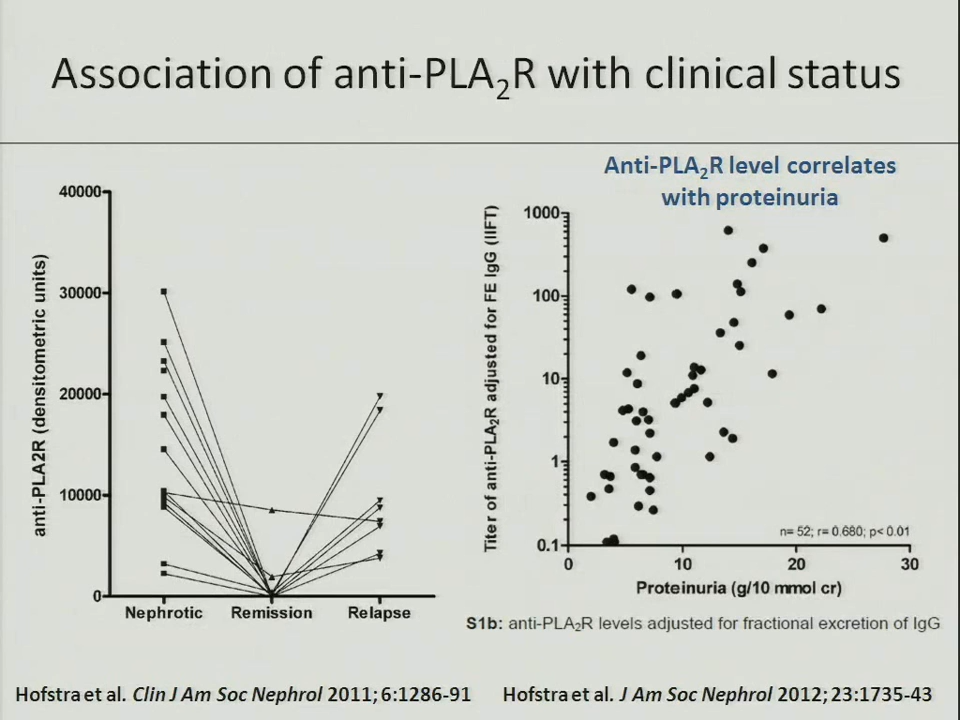 Association of anti-PLA₂R with clinical status
anti-PLA2R (densitometric units)
40000
30000
20000
10000
0
Nephrotic Remission Relapse
Anti-PLA₂R level correlates
with proteinuria
Titer of anti-PLA₂R adjusted for FE IgG (IIFT)
1000
100
10
1
0.1
n= 52; r= 0.680; p< 0.01
0 10 20 30
Proteinuria (g/10 mmol cr)
S1b: anti-PLA₂R levels adjusted for fractional excretion of IgG
Hofstra et al. Clin J Am Soc Nephrol 2011; 6:1286-91
Hofstra et al. J Am Soc Nephrol 2012; 23:1735-43